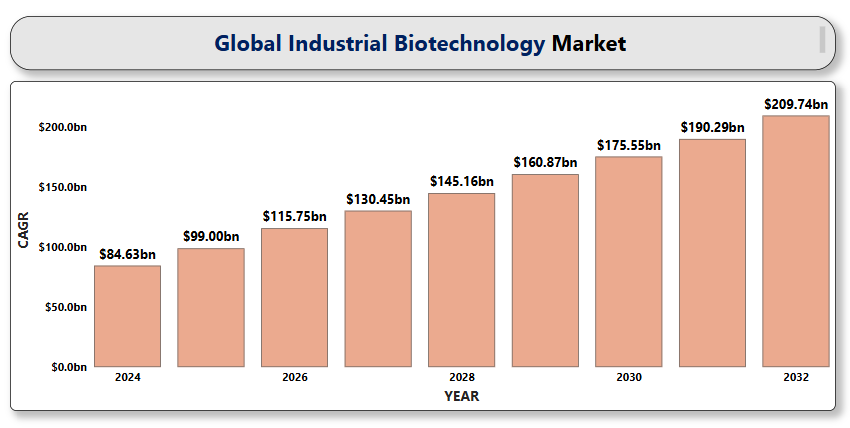 Global Industrial Biotechnology Market
$209.74bn
$190.29bn
$175.55bn
$160.87bn
$145.16bn
$130.45bn
$115.75bn
$99.00bn
$84.63bn
$200.0bn
$150.0bn
$100.0bn
$50.0bn
$0.0bn
CAGR
2024 2026 2028 2030 2032
YEAR